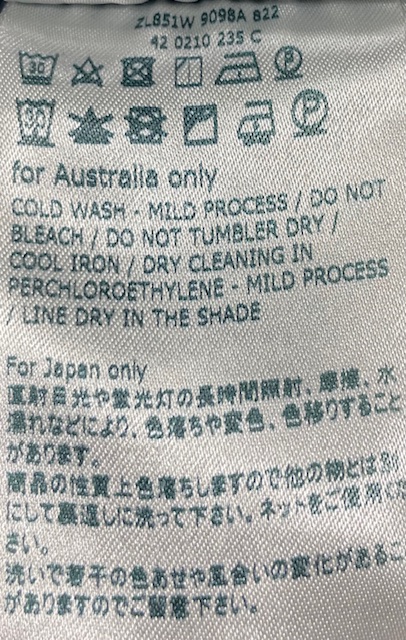 ZL851W 9098A 822
42 0210 235 C
30
P
30
P
for Australia only
COLD WASH - MILD PROCESS / DO NOT
BLEACH / DO NOT TUMBLER DRY /
COOL IRON / DRY CLEANING IN
PERCHLOROETHYLENE - MILD PROCESS
/ LINE DRY IN THE SHADE
For Japan only
直射日光や蛍光灯の長時間照射、摩擦、水
濡れなどにより、色落ちや変色、色移りすること
があります。
商品の性質上色落ちしますので他の物とは別
にして裏返しに洗って下さい。ネットをご使用くだ
さい。
洗いで若干の色あせや風合いの変化があるこ
がありますのでご留意下さい。